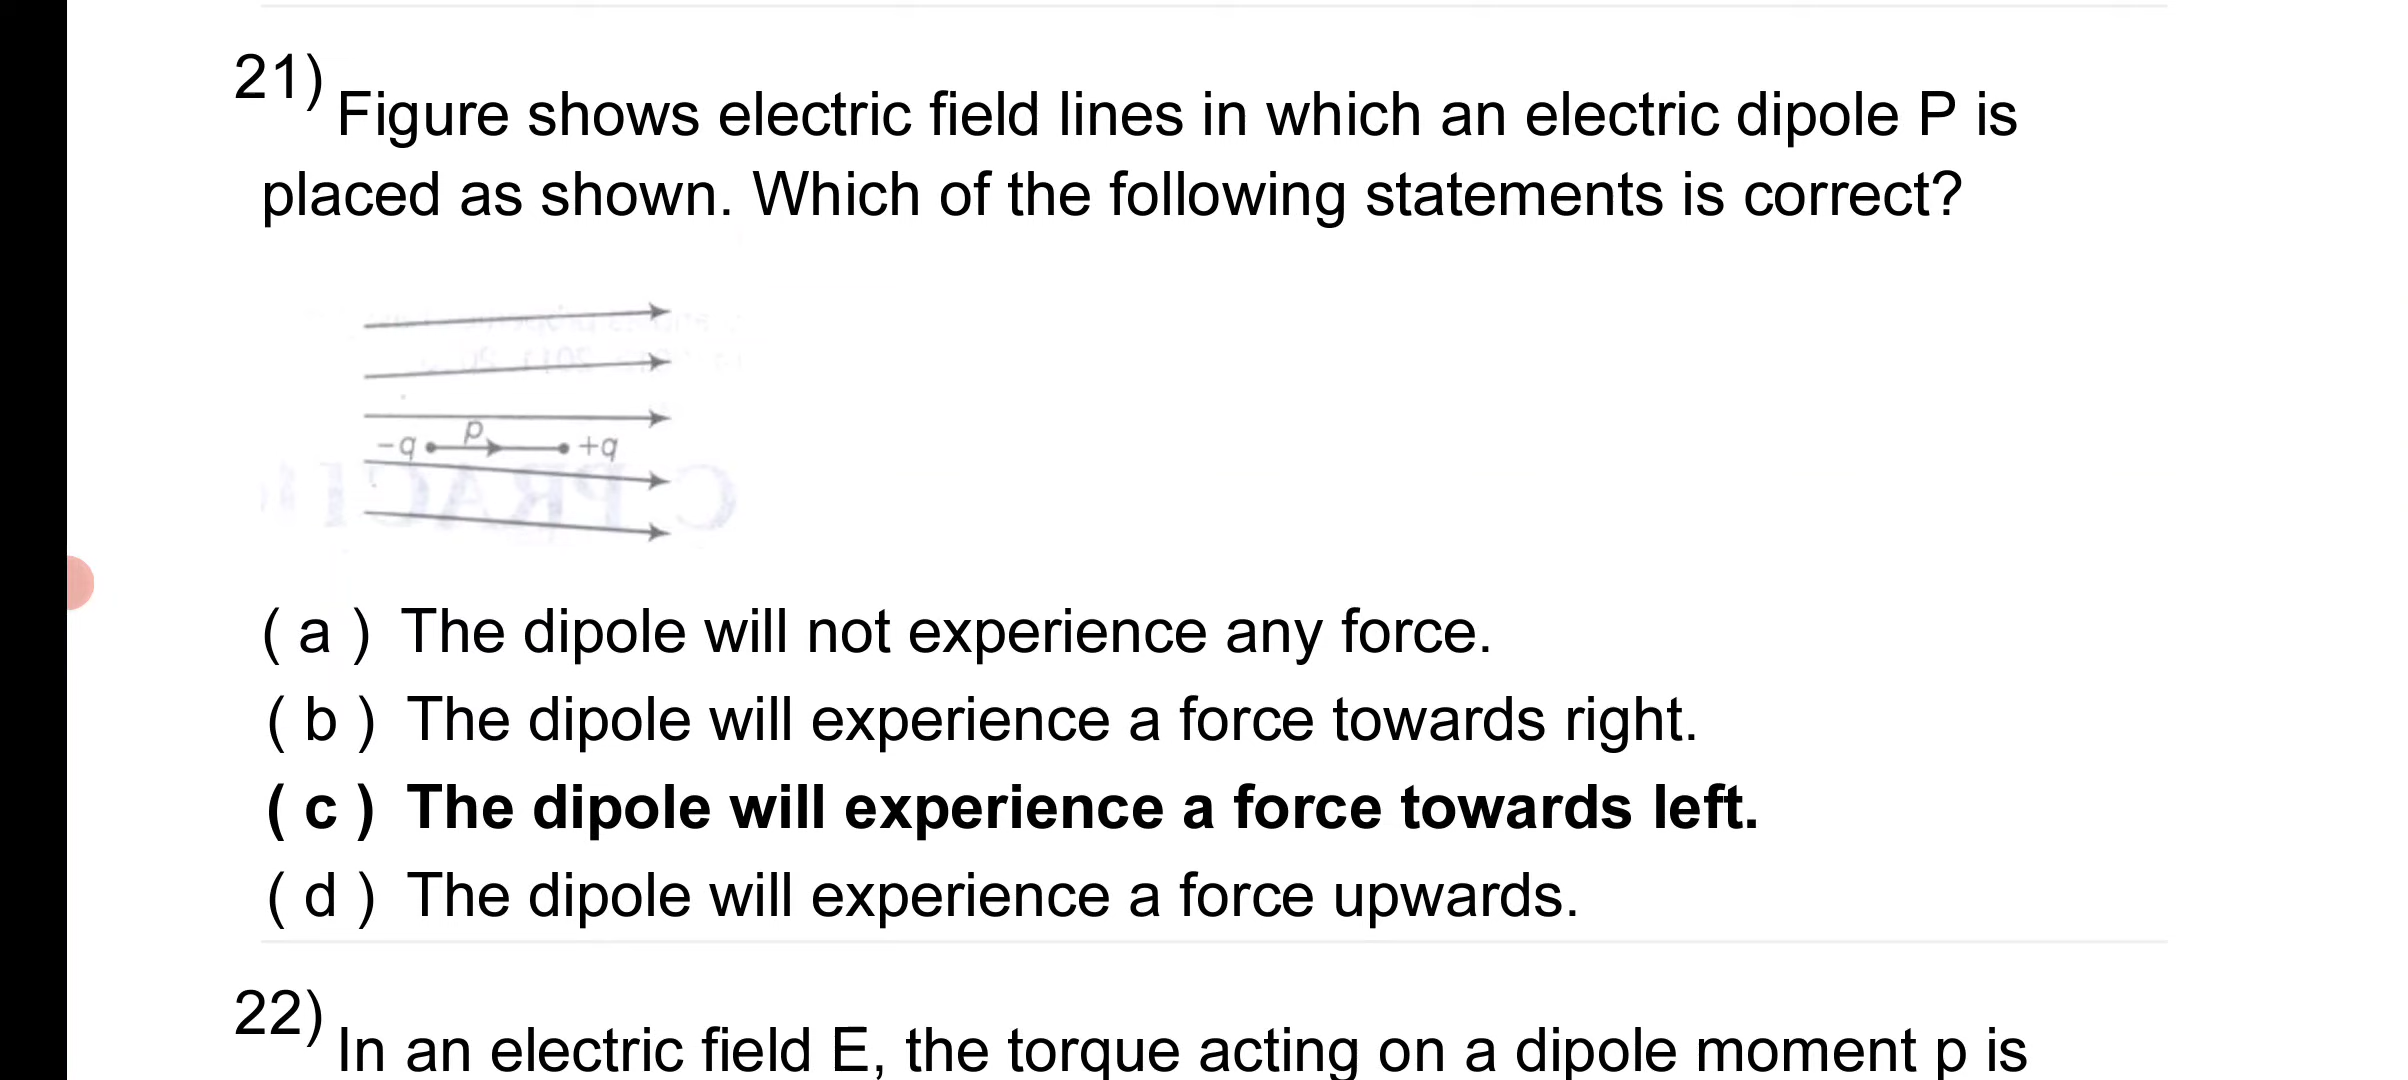 21)
Figure shows electric field lines in which an electric dipole P is
placed as shown. Which of the following statements is correct?
-q p +q
( a ) The dipole will not experience any force.
( b ) The dipole will experience a force towards right.
( c ) The dipole will experience a force towards left.
( d ) The dipole will experience a force upwards.
22)
In an electric field E, the torque acting on a dipole moment p is